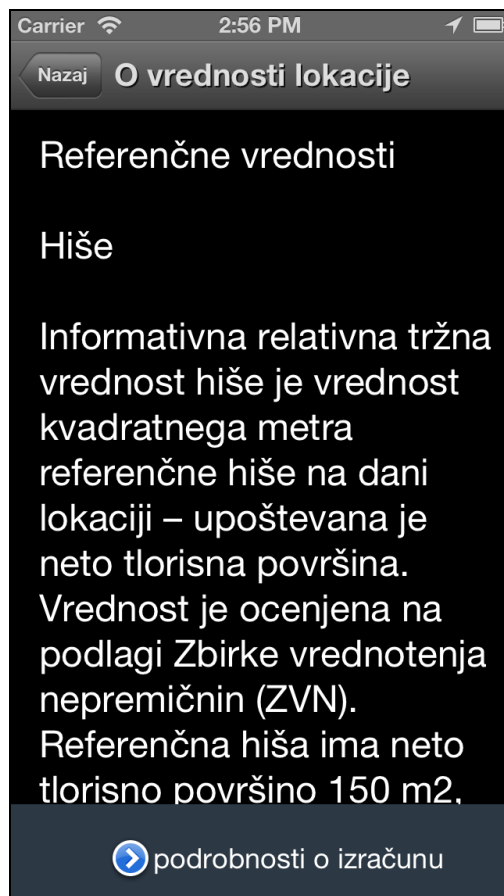 Carrier 2:56 PM
Nazaj O vrednosti lokacije
Referenčne vrednosti
Hiše
Informativna relativna tržna
vrednost hiše je vrednost
kvadratnega metra
referenčne hiše na dani
lokaciji – upoštevana je
neto tlorisna površina.
Vrednost je ocenjena na
podlagi Zbirke vrednotenja
nepremičnin (ZVN).
Referenčna hiša ima neto
tlorisno površino 150 m2,
podrobnosti o izračunu